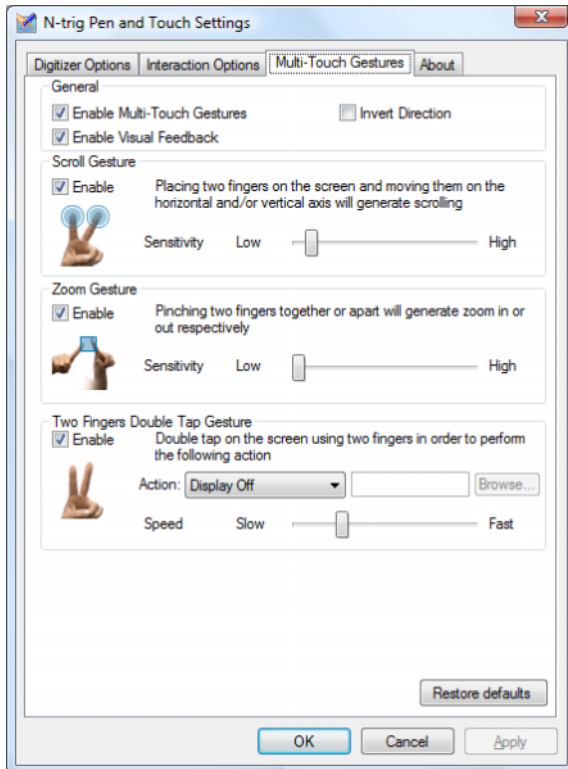 N-trig Pen and Touch Settings
Digitizer Options Interaction Options Multi-Touch Gestures About
General
Enable Multi-Touch Gestures Invert Direction
Enable Visual Feedback
Scroll Gesture
Enable Placing two fingers on the screen and moving them on the
horizontal and/or vertical axis will generate scrolling
Sensitivity Low High
Zoom Gesture
Enable Pinching two fingers together or apart will generate zoom in or
out respectively
Sensitivity Low High
Two Fingers Double Tap Gesture
Enable Double tap on the screen using two fingers in order to perform
the following action
Action: Display Off Browse...
Speed Slow Fast
Restore defaults
OK Cancel Apply